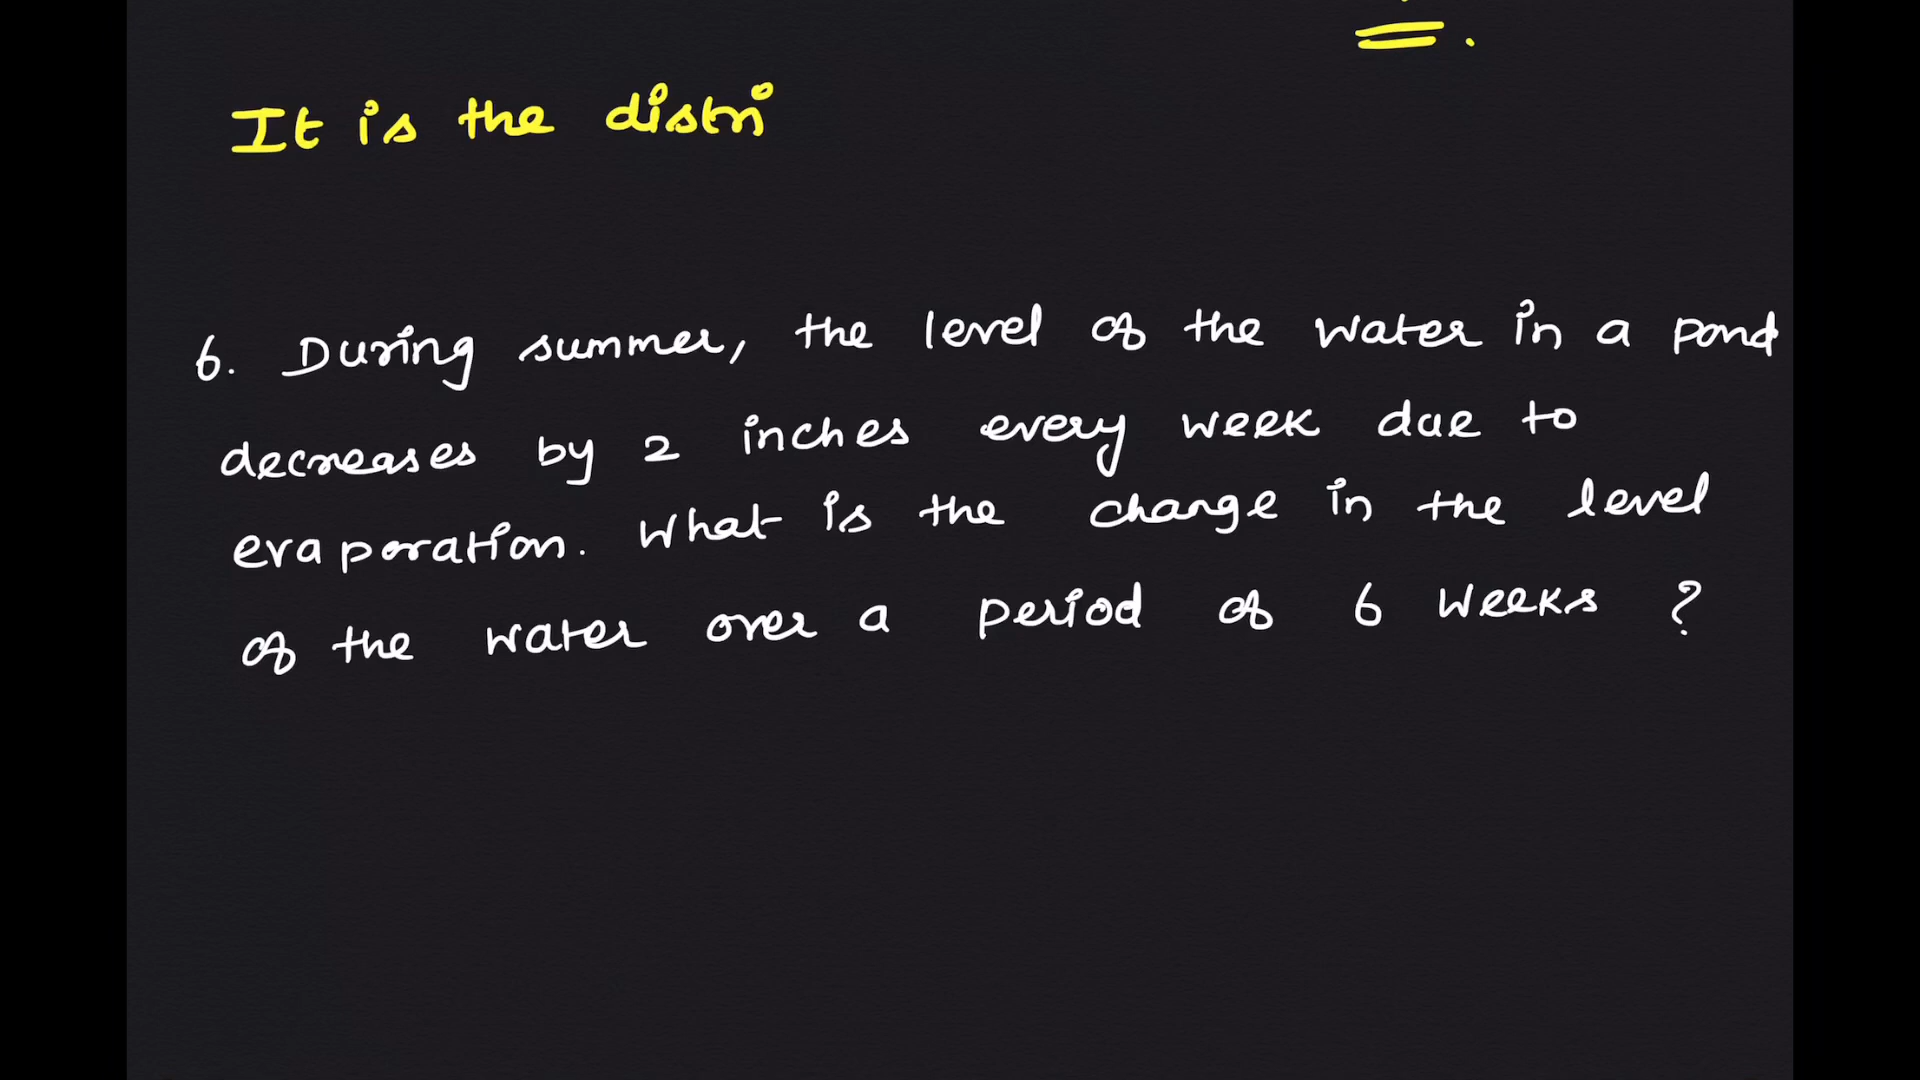 It is the distri
6. During summer, the level of the water in a pond
decreases by 2 inches every week due to
evaporation. What is the change in the level
of the water over a period of 6 weeks ?